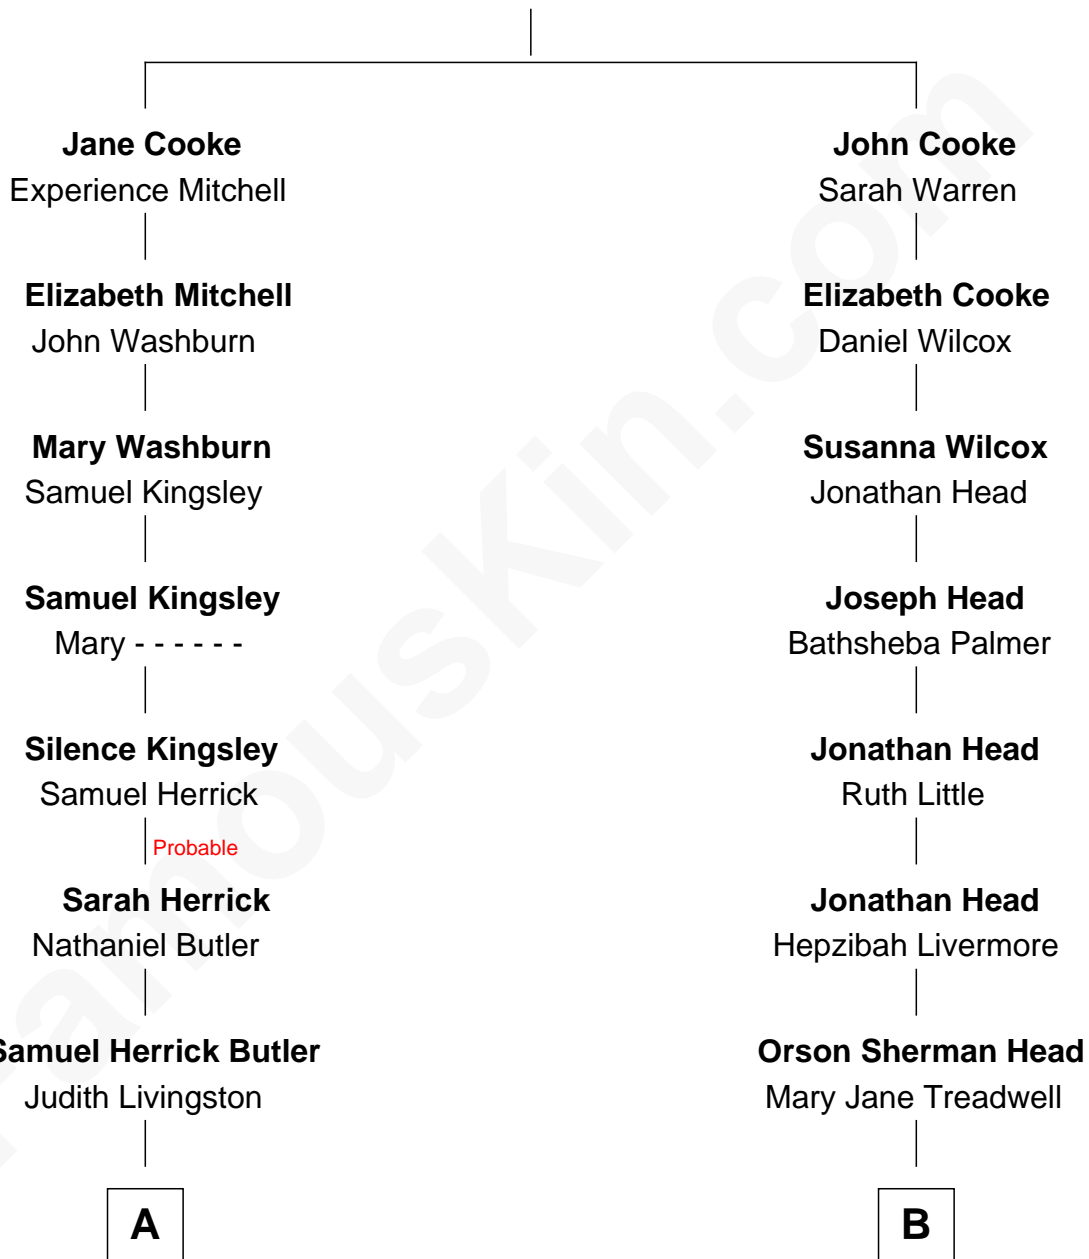 Jane Cooke
Experience Mitchell
John Cooke
Sarah Warren
Elizabeth Mitchell
John Washburn
Elizabeth Cooke
Daniel Wilcox
Mary Washburn
Samuel Kingsley
Susanna Wilcox
Jonathan Head
Samuel Kingsley
Mary - - - - - -
Joseph Head
Bathsheba Palmer
Silence Kingsley
Samuel Herrick
Jonathan Head
Ruth Little
Probable
Sarah Herrick
Nathaniel Butler
Jonathan Head
Hepzibah Livermore
Samuel Herrick Butler
Judith Livingston
Orson Sherman Head
Mary Jane Treadwell
A
B
FamousKin.com